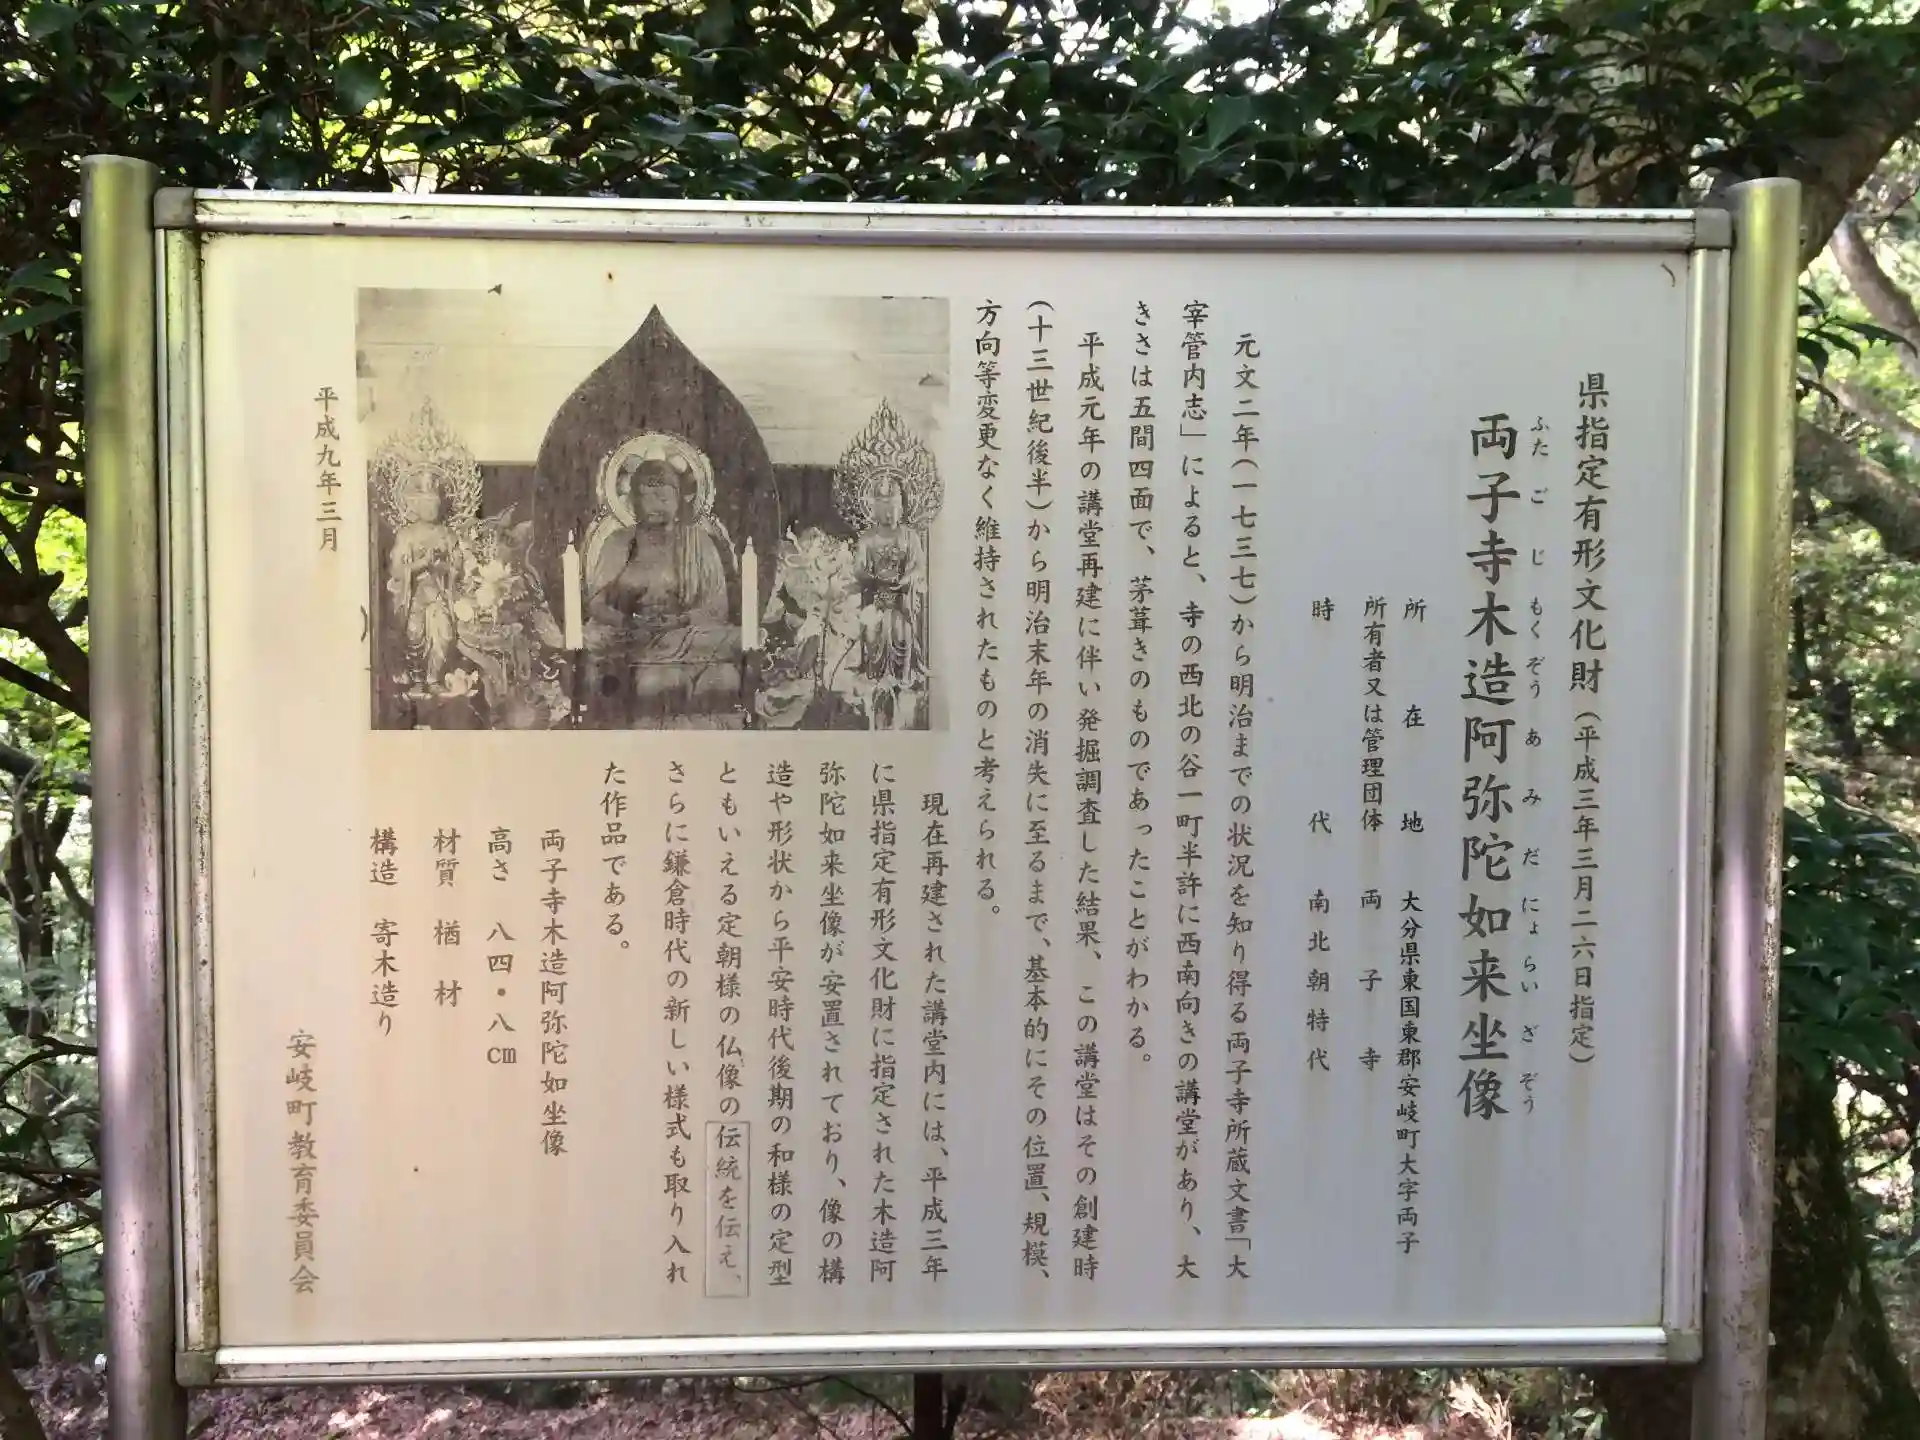 県指定有形文化財(平成三年三月二六日指定)
ふたごじもくぞうあみだにょらいざぞう
両子寺木造阿弥陀如来坐像
所在地 大分県東国東郡安岐町大字両子
所有者又は管理団体 両子寺
時代 南北朝特代
元文二年(一七三七)から明治までの状況を知り得る両子寺所蔵文書「大
宰管内志」によると、寺の西北の谷一町半許に西南向きの講堂があり、大
きさは五間四面で、茅葺きのものであったことがわかる。
平成元年の講堂再建に伴い発掘調査した結果、この講堂はその創建時
(十三世紀後半)から明治末年の消失に至るまで、基本的にその位置、規模、
方向等変更なく維持されたものと考えられる。
現在再建された講堂内には、平成三年
に県指定有形文化財に指定された木造阿
弥陀如来坐像が安置されており、像の構
造や形状から平安時代後期の和様の定型
ともいえる定朝様の仏像の伝統を伝え、
さらに鎌倉時代の新しい様式も取り入れ
た作品である。
両子寺木造阿弥陀如坐像
高さ 八四・八cm
材質 楢材
構造 寄木造り
平成九年三月
安岐町教育委員会